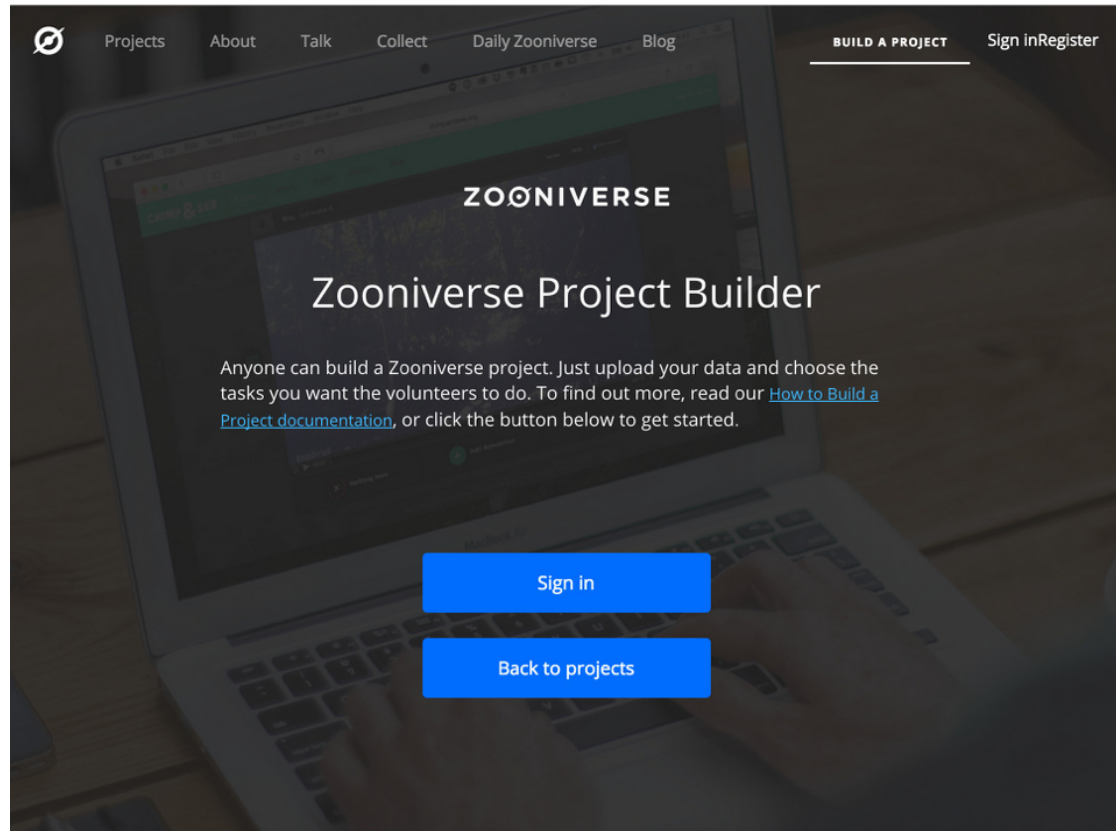 Projects About Talk Collect Daily Zooniverse Blog BUILD A PROJECT Sign inRegister
ZOONIVERSE
Zooniverse Project Builder
Anyone can build a Zooniverse project. Just upload your data and choose the
tasks you want the volunteers to do. To find out more, read our How to Build a
Project documentation, or click the button below to get started.
MacBook Air
Sign in
Back to projects